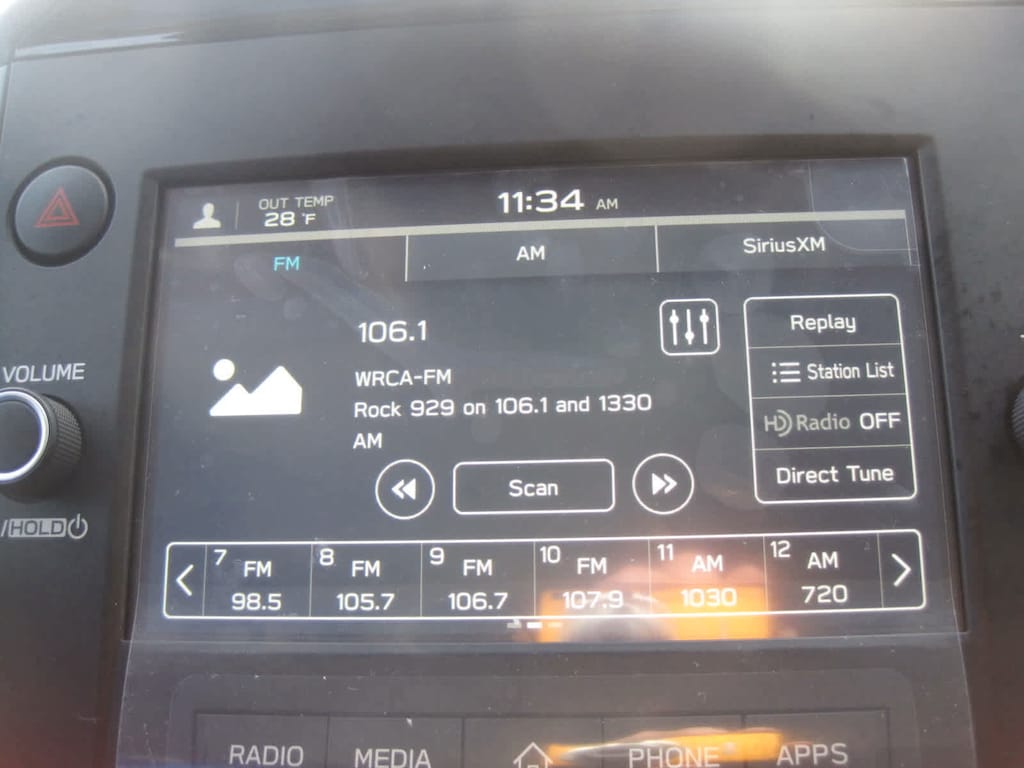 OUT TEMP
28 °F
11:34 AM
FM
AM
SiriusXM
106.1
WRCA-FM
Rock 929 on 106.1 and 1330
AM
Replay
Station List
HD Radio OFF
Direct Tune
Scan
7 FM 98.5
8 FM 105.7
9 FM 106.7
10 FM 107.9
11 AM 1030
12 AM 720
VOLUME
/HOLD
RADIO
MEDIA
PHONE
APPS